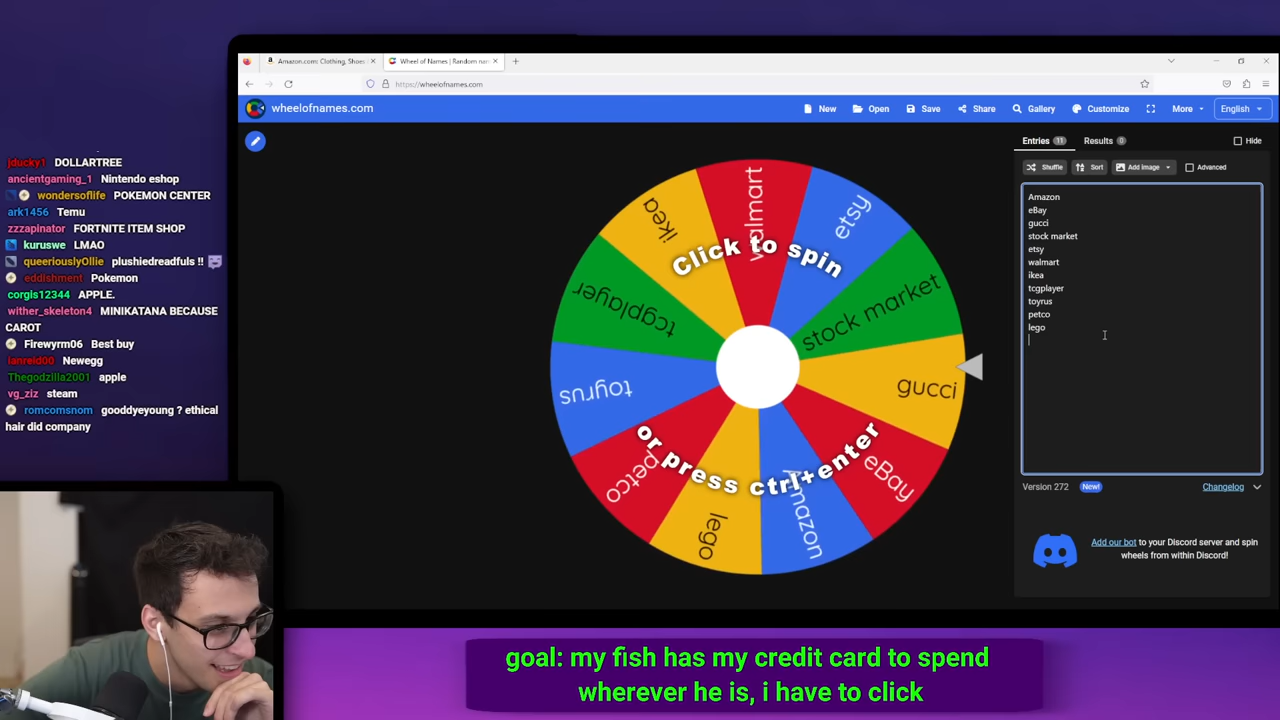 Amazon.com: Clothing, Shoes
Wheel of Names | Random nam
https://wheelofnames.com
wheelofnames.com
New
Open
Save
Share
Gallery
Customize
More
English
Entries 11
Results 0
Hide
Shuffle
Sort
Add image
Advanced
Amazon
eBay
gucci
stock market
etsy
walmart
ikea
tcgplayer
toyrus
petco
lego
Version 272
New!
Changelog
Add our bot to your Discord server and spin
wheels from within Discord!
walmart
etsy
stock market
gucci
eBay
Amazon
lego
petco
toyrus
tcgplayer
ikea
Click to spin
or press ctrl+enter
jducky1 DOLLARTREE
ancientgaming_1 Nintendo eshop
wondersoflife POKEMON CENTER
ark1456 Temu
zzzapinator FORTNITE ITEM SHOP
kuruswe LMAO
queeriouslyOllie plushiedreadfuls !!
eddishment Pokemon
corgis12344 APPLE.
wither_skeleton4 MINIKATANA BECAUSE
CAROT
Firewyrm06 Best buy
ianreid00 Newegg
Thegodzilla2001 apple
vg_ziz steam
romcomsnom gooddyeyoung ? ethical
hair did company
goal: my fish has my credit card to spend
wherever he is, i have to click